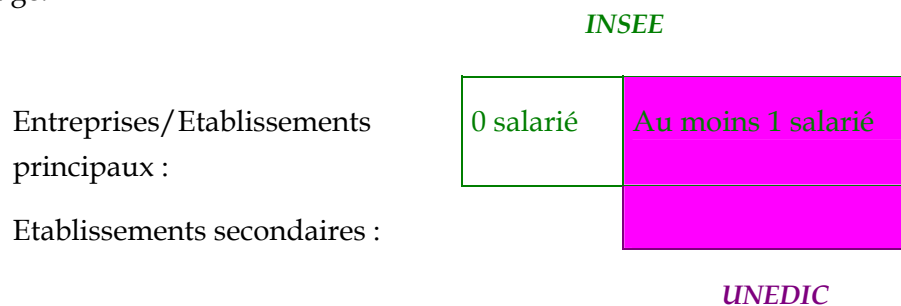 INSEE
Entreprises/Etablissements
principaux :
0 salarié
Au moins 1 salarié
Etablissements secondaires :
UNEDIC